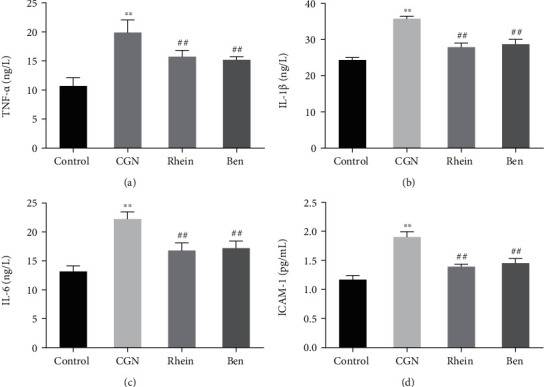 TNF-α (ng/L)
25
20
15
10
5
0
**
##
##
Control CGN Rhein Ben
(a)
IL-1β (ng/L)
40
30
20
10
0
**
##
##
Control CGN Rhein Ben
(b)
IL-6 (ng/L)
25
20
15
10
5
0
**
##
##
Control CGN Rhein Ben
(c)
ICAM-1 (pg/mL)
2.5
2.0
1.5
1.0
0.5
0.0
**
##
##
Control CGN Rhein Ben
(d)